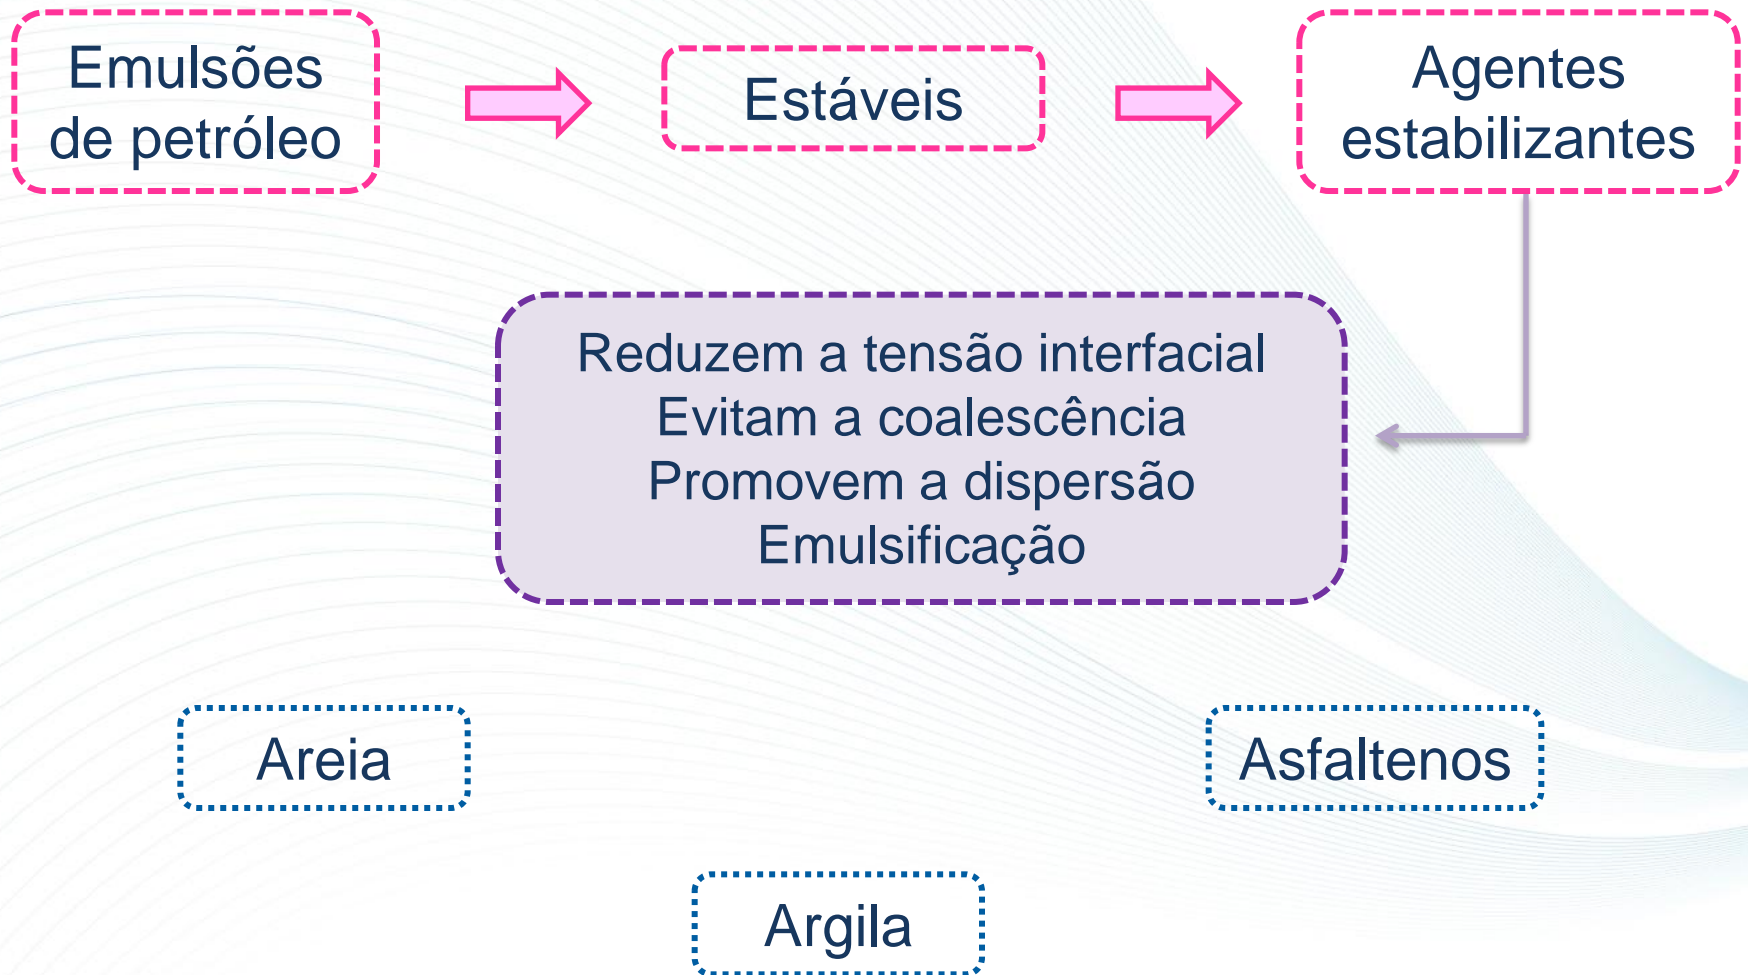 Emulsões
de petróleo
Estáveis
Agentes
estabilizantes
Reduzem a tensão interfacial
Evitam a coalescência
Promovem a dispersão
Emulsificação
Areia
Asfaltenos
Argila